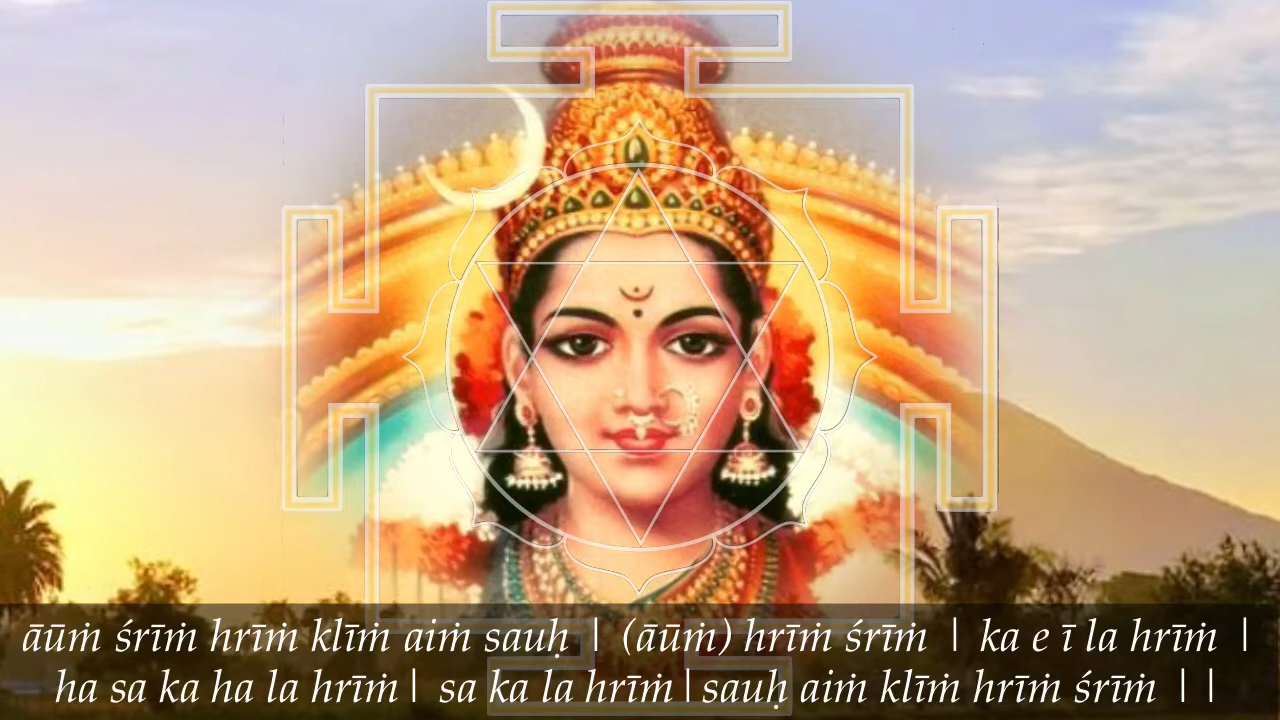 āūṁ śrīṁ hrīṁ klīṁ aiṁ sauḥ | (āūṁ) hrīṁ śrīṁ | ka e ī la hrīṁ |
ha sa ka ha la hrīṁ| sa ka la hrīṁ|sauḥ aiṁ klīṁ hrīṁ śrīṁ | |